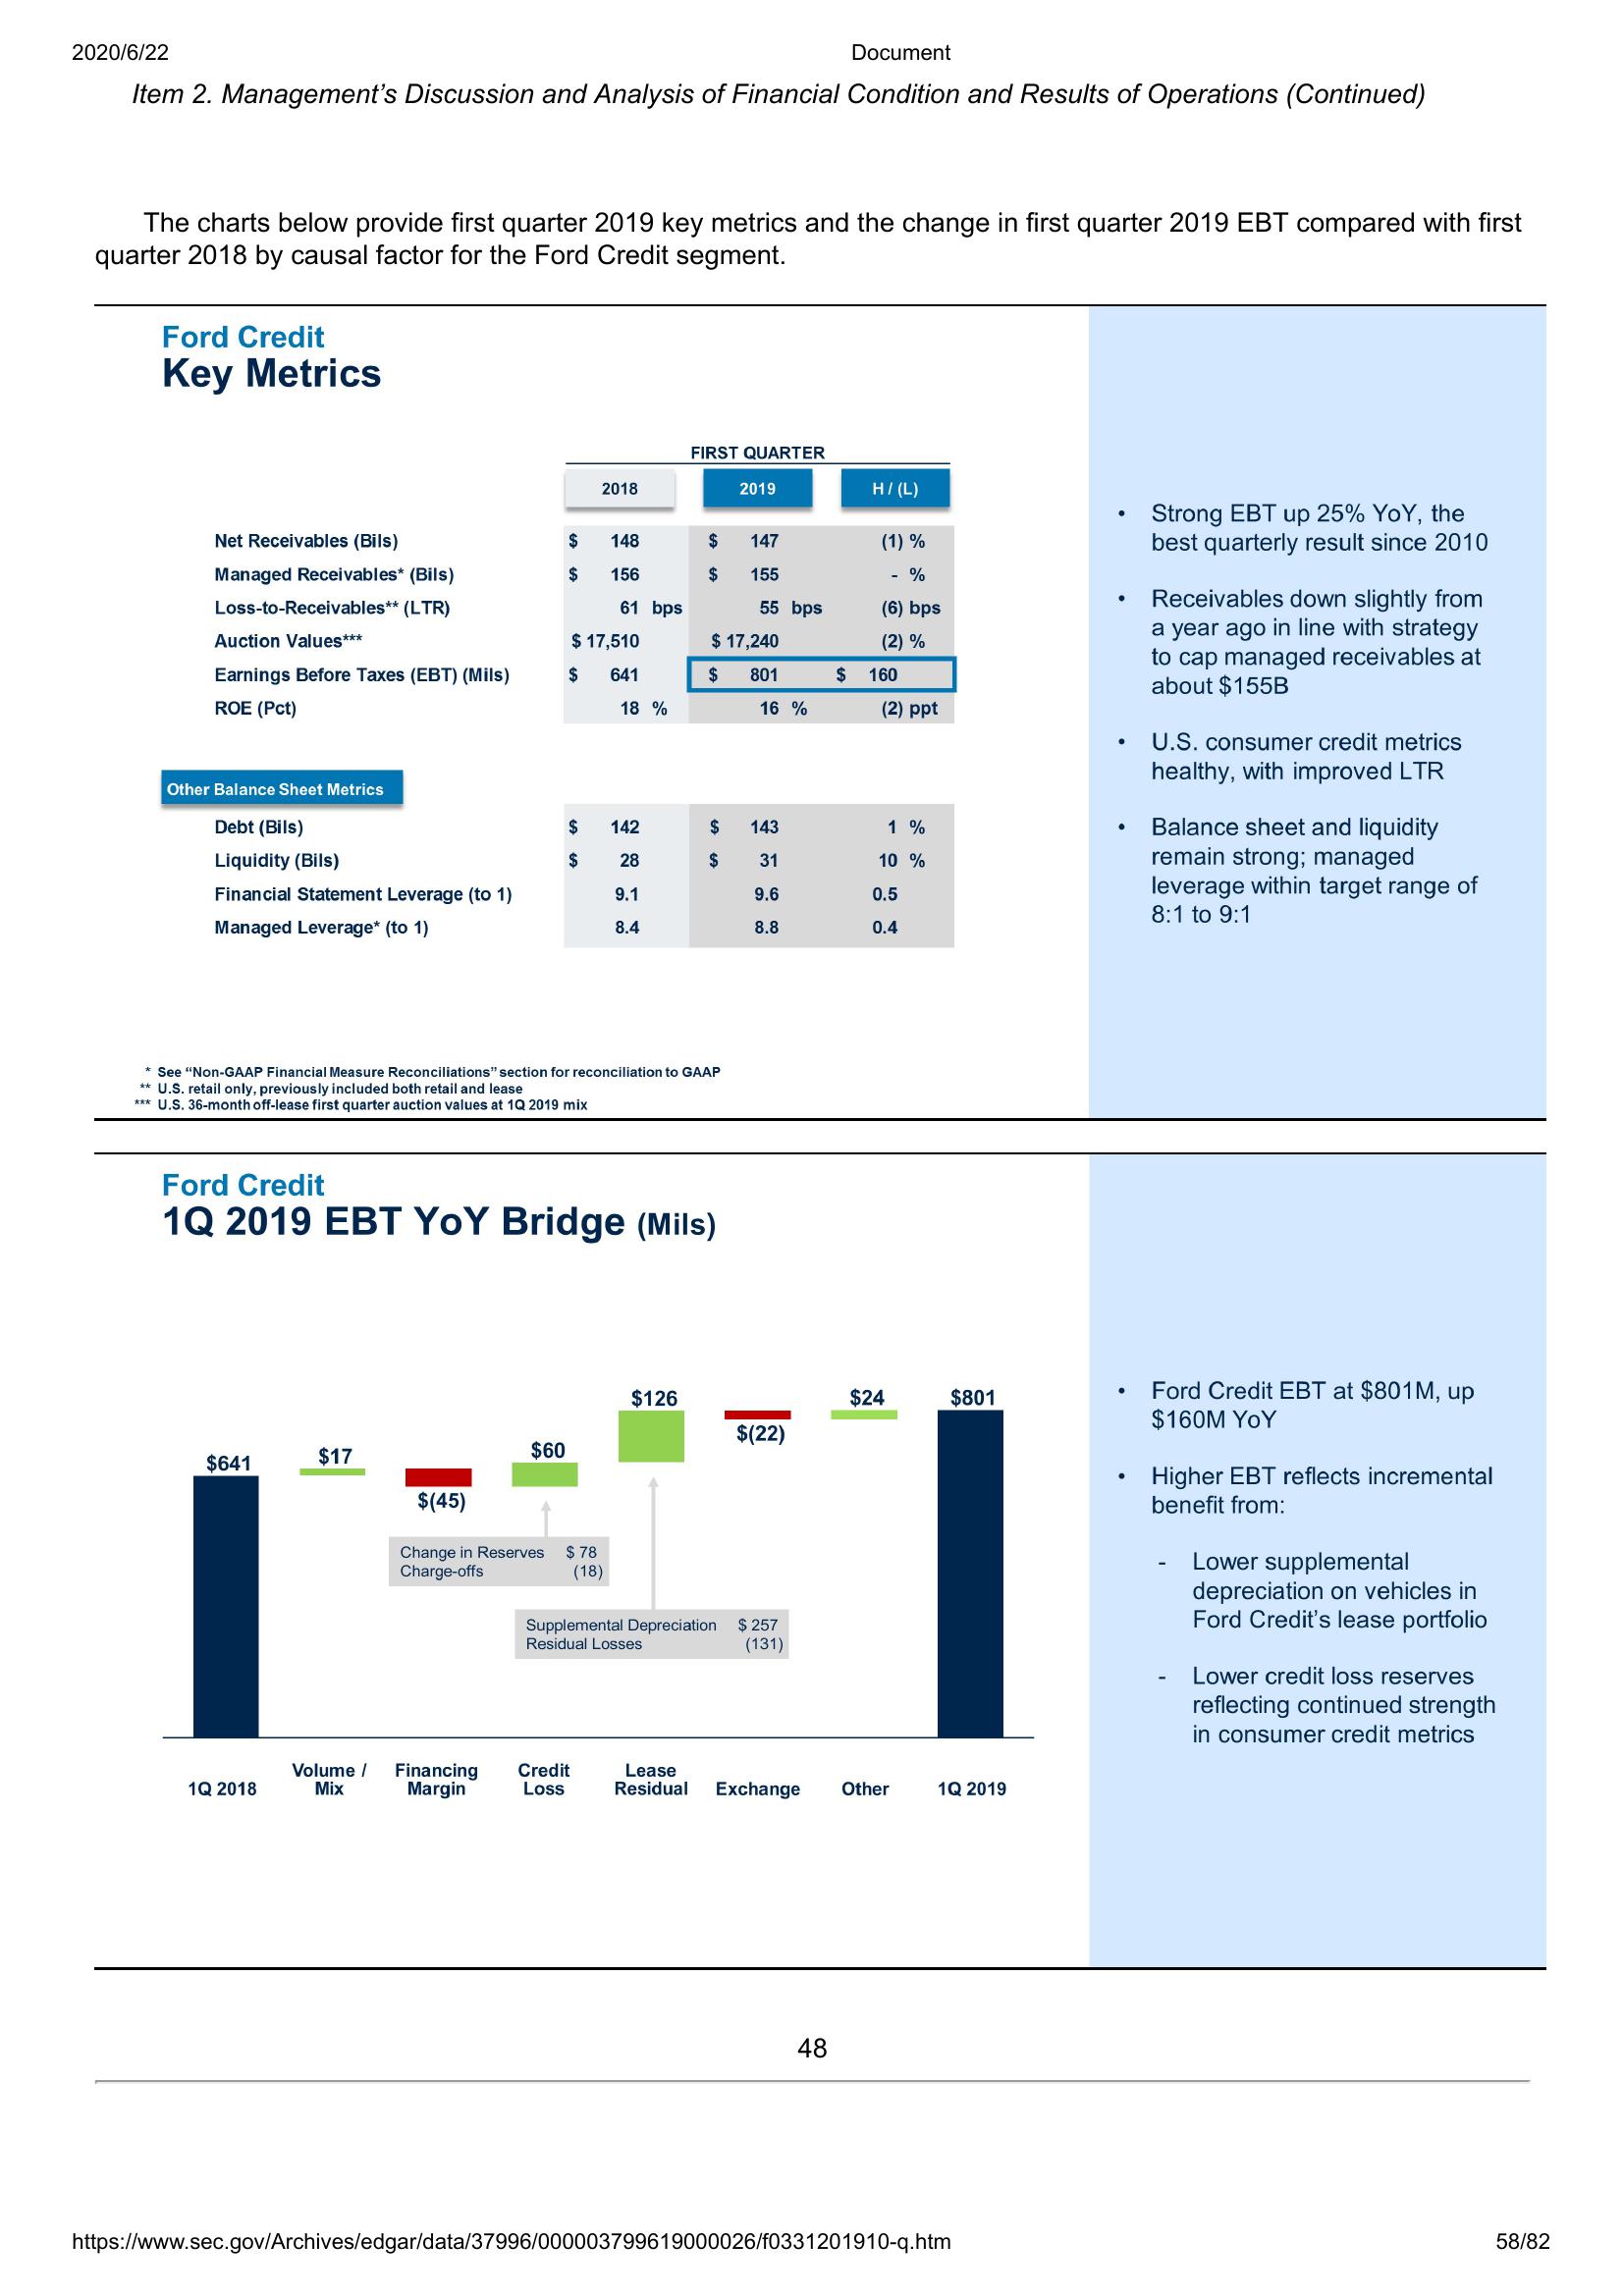 2020/6/22 Document
Item 2. Management’s Discussion and Analysis of Financial Condition and Results of Operations (Continued)
The charts below provide first quarter 2019 key metrics and the change in first quarter 2019 EBT compared with first
quarter 2018 by causal factor for the Ford Credit segment.
Ford Credit
Key Metrics
FIRST QUARTER
2018 2019 H / (L)
Net Receivables (Bils) $ 148 $ 147 (1) %
Managed Receivables* (Bils) $ 156 $ 155 - %
Loss-to-Receivables** (LTR) 61 bps 55 bps (6) bps
Auction Values*** $ 17,510 $ 17,240 (2) %
Earnings Before Taxes (EBT) (Mils) $ 641 $ 801 $ 160
ROE (Pct) 18 % 16 % (2) ppt
Other Balance Sheet Metrics
Debt (Bils) $ 142 $ 143 1 %
Liquidity (Bils) $ 28 $ 31 10 %
Financial Statement Leverage (to 1) 9.1 9.6 0.5
Managed Leverage* (to 1) 8.4 8.8 0.4
* See “Non-GAAP Financial Measure Reconciliations” section for reconciliation to GAAP
** U.S. retail only, previously included both retail and lease
*** U.S. 36-month off-lease first quarter auction values at 1Q 2019 mix
• Strong EBT up 25% YoY, the
best quarterly result since 2010
• Receivables down slightly from
a year ago in line with strategy
to cap managed receivables at
about $155B
• U.S. consumer credit metrics
healthy, with improved LTR
• Balance sheet and liquidity
remain strong; managed
leverage within target range of
8:1 to 9:1
Ford Credit
1Q 2019 EBT YoY Bridge (Mils)
$641 $17 $(45) $60 $126 $(22) $24 $801
Change in Reserves $ 78
Charge-offs (18)
Supplemental Depreciation $ 257
Residual Losses (131)
Volume / Financing Credit Lease
1Q 2018 Mix Margin Loss Residual Exchange Other 1Q 2019
• Ford Credit EBT at $801M, up
$160M YoY
• Higher EBT reflects incremental
benefit from:
- Lower supplemental
depreciation on vehicles in
Ford Credit’s lease portfolio
- Lower credit loss reserves
reflecting continued strength
in consumer credit metrics
48
https://www.sec.gov/Archives/edgar/data/37996/000003799619000026/f0331201910-q.htm 58/82